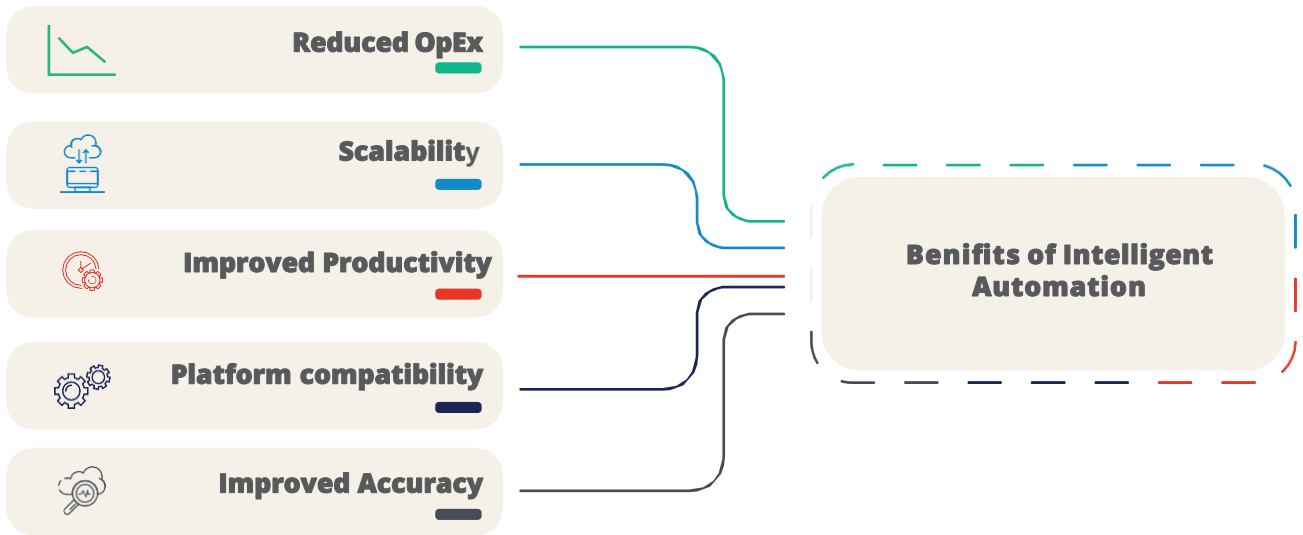 Reduced OpEx
Scalability
Improved Productivity
Platform compatibility
Improved Accuracy
Benifits of Intelligent
Automation